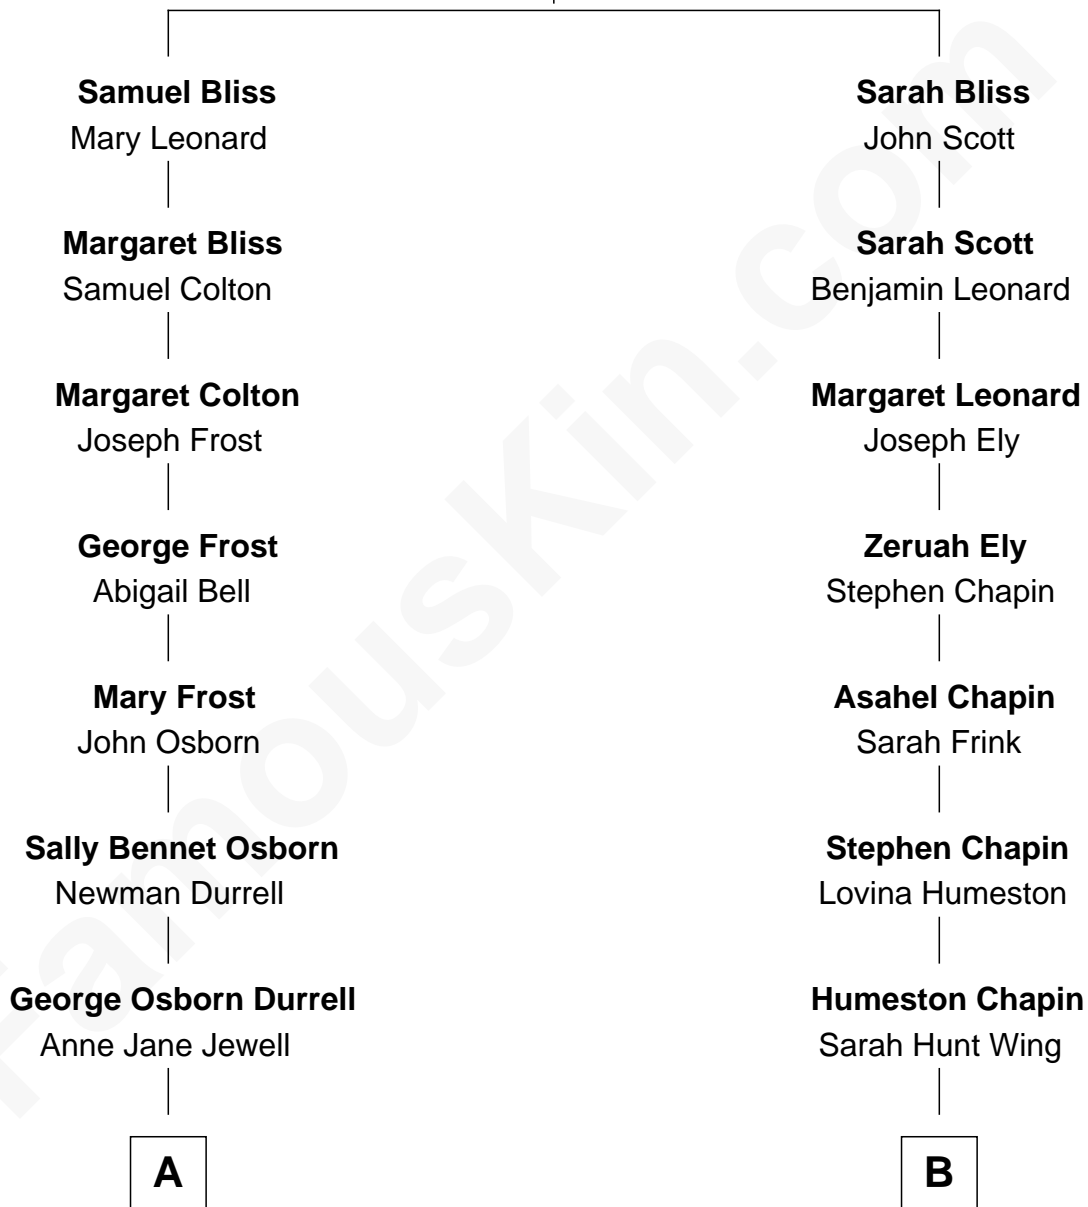 Samuel Bliss
Mary Leonard
Margaret Bliss
Samuel Colton
Margaret Colton
Joseph Frost
George Frost
Abigail Bell
Mary Frost
John Osborn
Sally Bennet Osborn
Newman Durrell
George Osborn Durrell
Anne Jane Jewell
A
Sarah Bliss
John Scott
Sarah Scott
Benjamin Leonard
Margaret Leonard
Joseph Ely
Zeruah Ely
Stephen Chapin
Asahel Chapin
Sarah Frink
Stephen Chapin
Lovina Humeston
Humeston Chapin
Sarah Hunt Wing
B
FamousKin.com